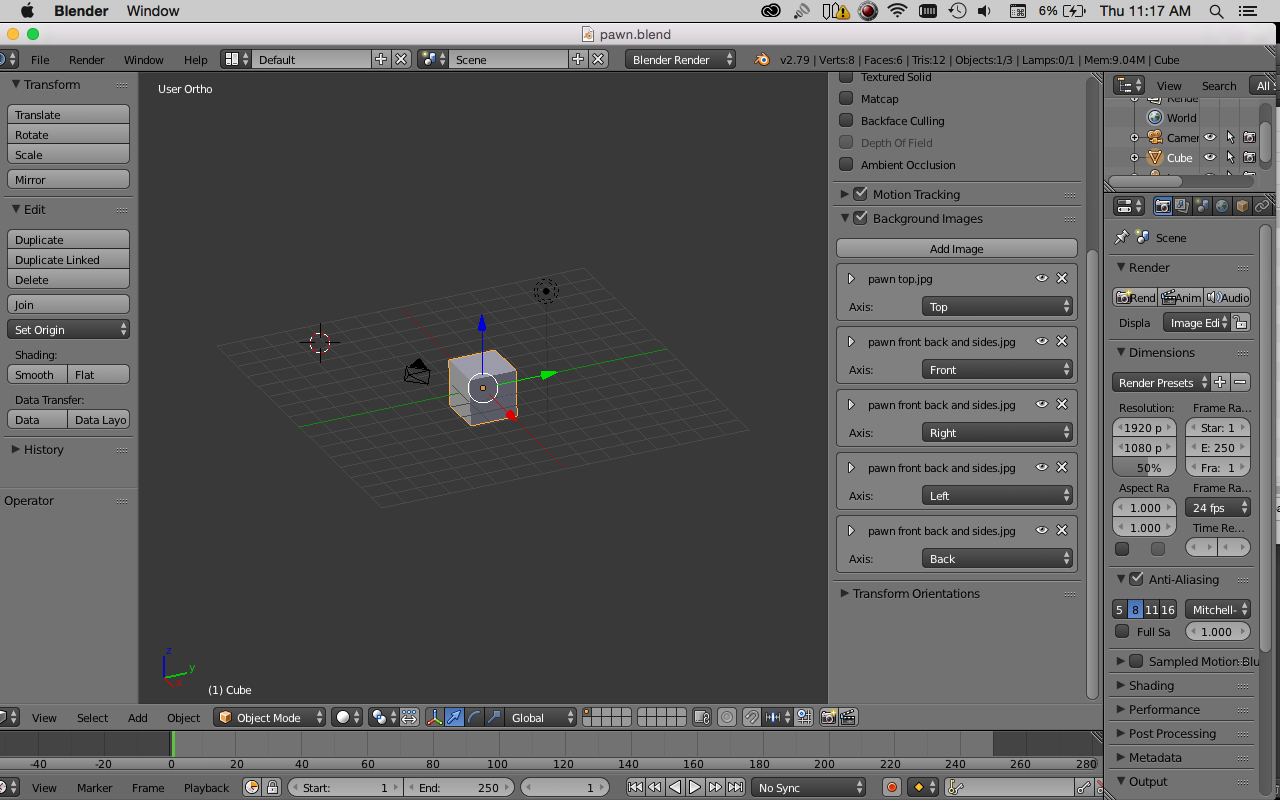 Blender Window 6% Thu 11:17 AM
pawn.blend
File Render Window Help Default Scene Blender Render v2.79 | Verts:8 | Faces:6 | Tris:12 | Objects:1/3 | Lamps:0/1 | Mem:9.04M | Cube
Transform
Translate
Rotate
Scale
Mirror
Edit
Duplicate
Duplicate Linked
Delete
Join
Set Origin
Shading:
Smooth Flat
Data Transfer:
Data Data Layo
History
Operator
User Ortho
z
y
(1) Cube
Textured Solid
Matcap
Backface Culling
Depth Of Field
Ambient Occlusion
Motion Tracking
Background Images
Add Image
pawn top.jpg
Axis: Top
pawn front back and sides.jpg
Axis: Front
pawn front back and sides.jpg
Axis: Right
pawn front back and sides.jpg
Axis: Left
pawn front back and sides.jpg
Axis: Back
Transform Orientations
View Search All S
Rende
World
Camer
Cube
Scene
Render
Rend Anim Audio
Displa Image Edi
Dimensions
Render Presets
Resolution: Frame Ra...
1920 p Star: 1
1080 p E: 250
50% Fra: 1
Aspect Ra Frame Ra...
1.000 24 fps
1.000 Time Re...
Anti-Aliasing
5 8 11 16 Mitchell-
Full Sa 1.000
Sampled Motion Blu
Shading
Performance
Post Processing
Metadata
Output
View Select Add Object Object Mode Global
-40 -20 0 20 40 60 80 100 120 140 160 180 200 220 240 260 280
View Marker Frame Playback Start: 1 End: 250 1 No Sync